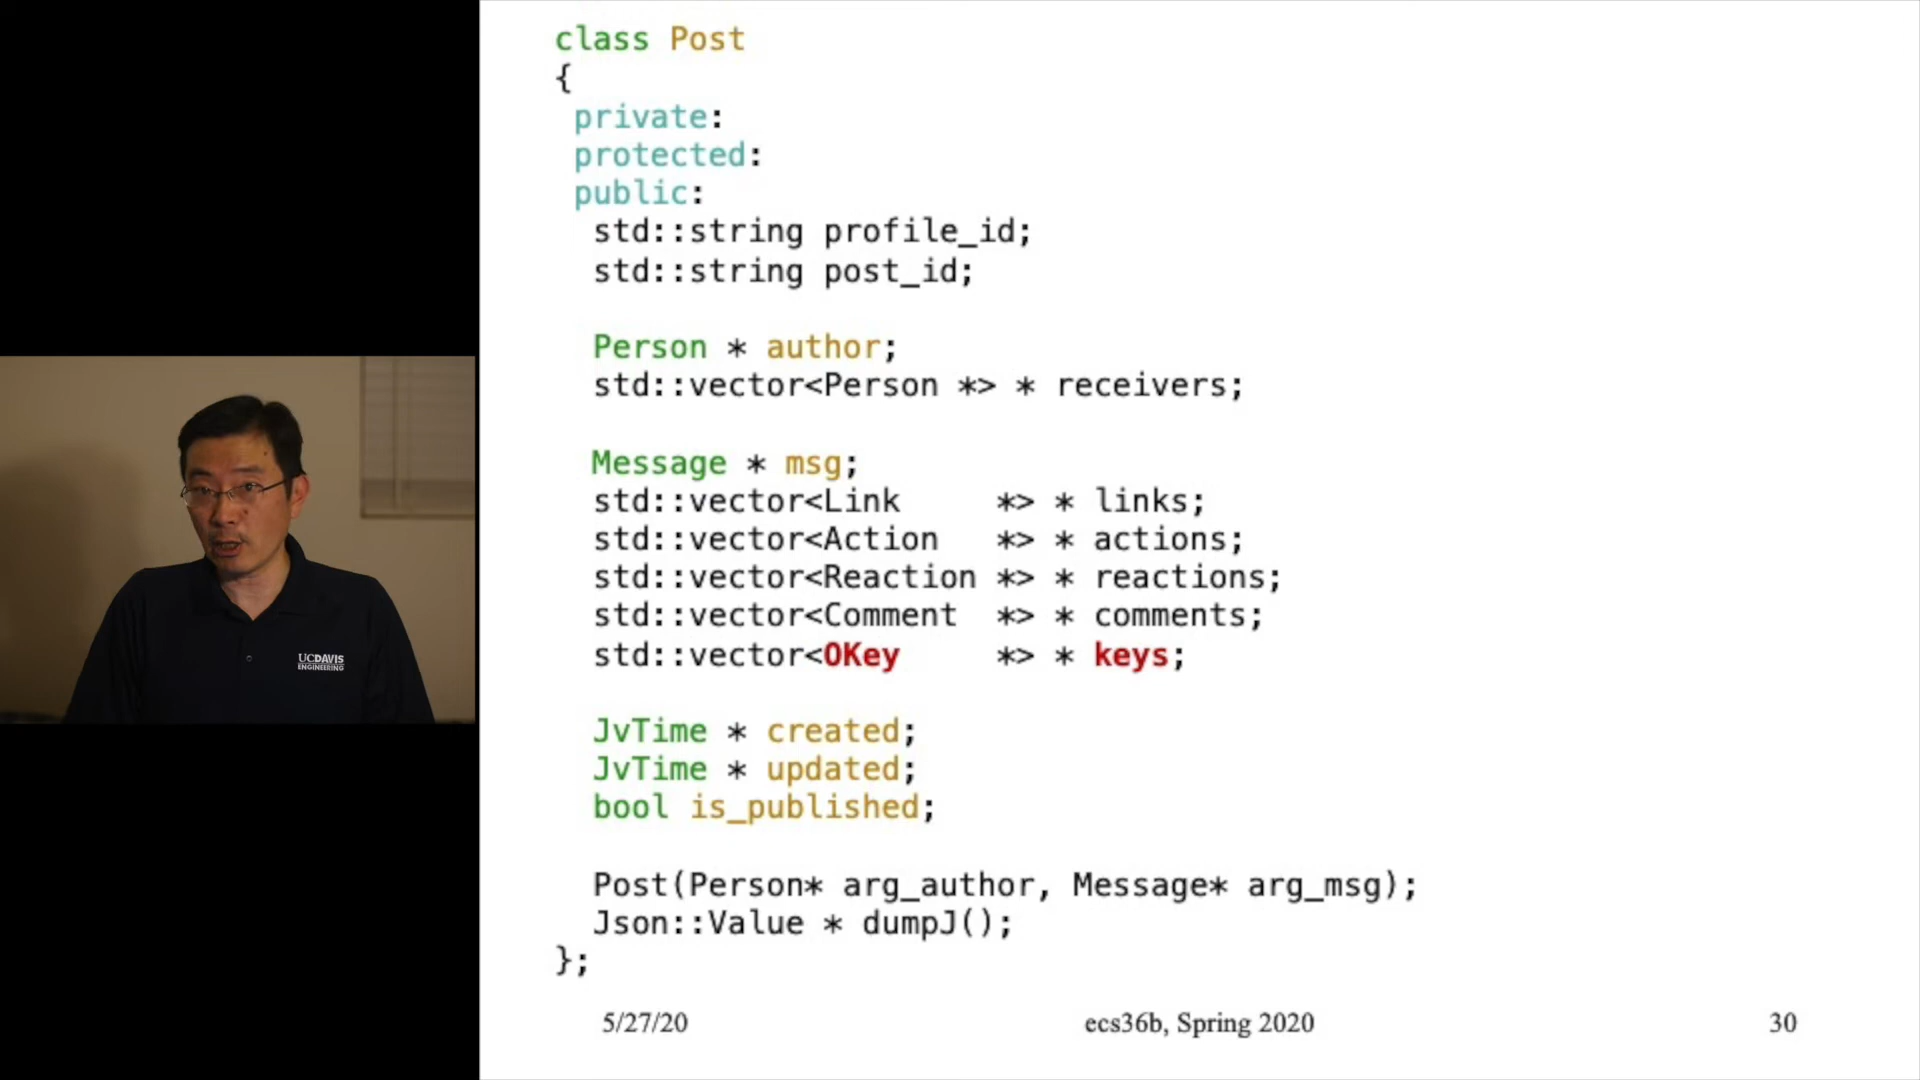 class Post
{
private:
protected:
public:
std::string profile_id;
std::string post_id;
Person * author;
std::vector<Person *> * receivers;
Message * msg;
std::vector<Link *> * links;
std::vector<Action *> * actions;
std::vector<Reaction *> * reactions;
std::vector<Comment *> * comments;
std::vector<OKey *> * keys;
JvTime * created;
JvTime * updated;
bool is_published;
Post(Person* arg_author, Message* arg_msg);
Json::Value * dumpJ();
};
5/27/20 ecs36b, Spring 2020 30
UCDAVIS
ENGINEERING